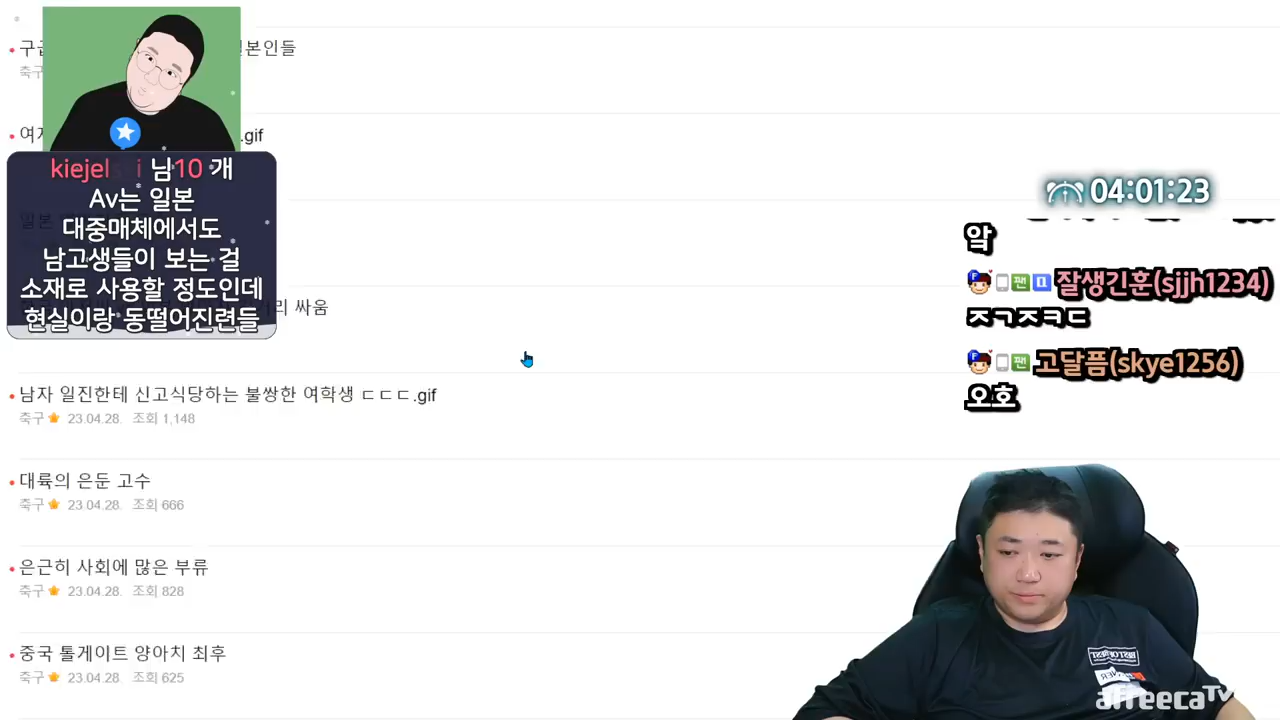 본인들
축구
.gif
kiejel i 님 10 개
Av는 일본
대중매체에서도
남고생들이 보는 걸
소재로 사용할 정도인데
현실이랑 동떨어진련들
리 싸움
남자 일진한테 신고식당하는 불쌍한 여학생 ㄷㄷㄷ.gif
축구 23.04.28. 조회 1,148
대륙의 은둔 고수
축구 23.04.28. 조회 666
은근히 사회에 많은 부류
축구 23.04.28. 조회 828
중국 톨게이트 양아치 최후
축구 23.04.28. 조회 625
04:01:23
앜
팬 잘생긴훈(sjjh1234)
ㅈㄱㅈㅋㄷ
팬 고달픔(skye1256)
오호
BEST OF BEST
afreecaTV